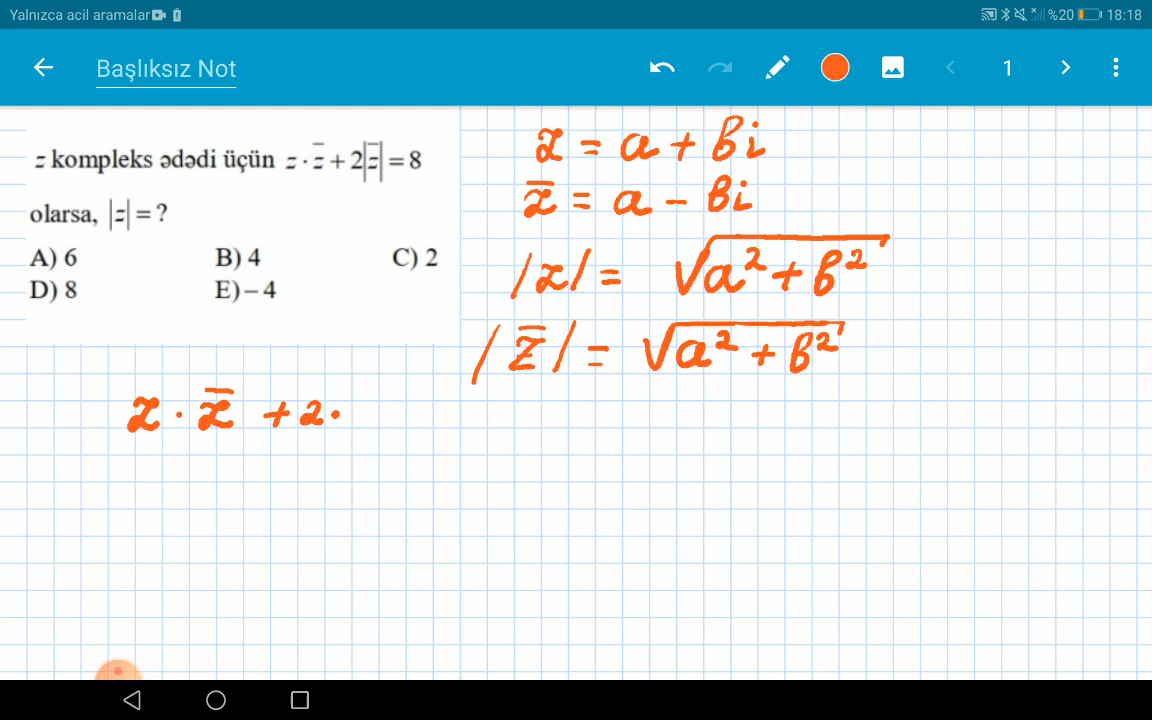 Yalnızca acil aramalar %20 18:18
Başlıksız Not 1
z kompleks ədədi üçün z · z̅ + 2|z̅| = 8
olarsa, |z| = ?
A) 6 B) 4 C) 2
D) 8 E) – 4
z = a + bi
z̅ = a – bi
|z| = √a² + b²
|z̅| = √a² + b²
z · z̅ + 2 ·